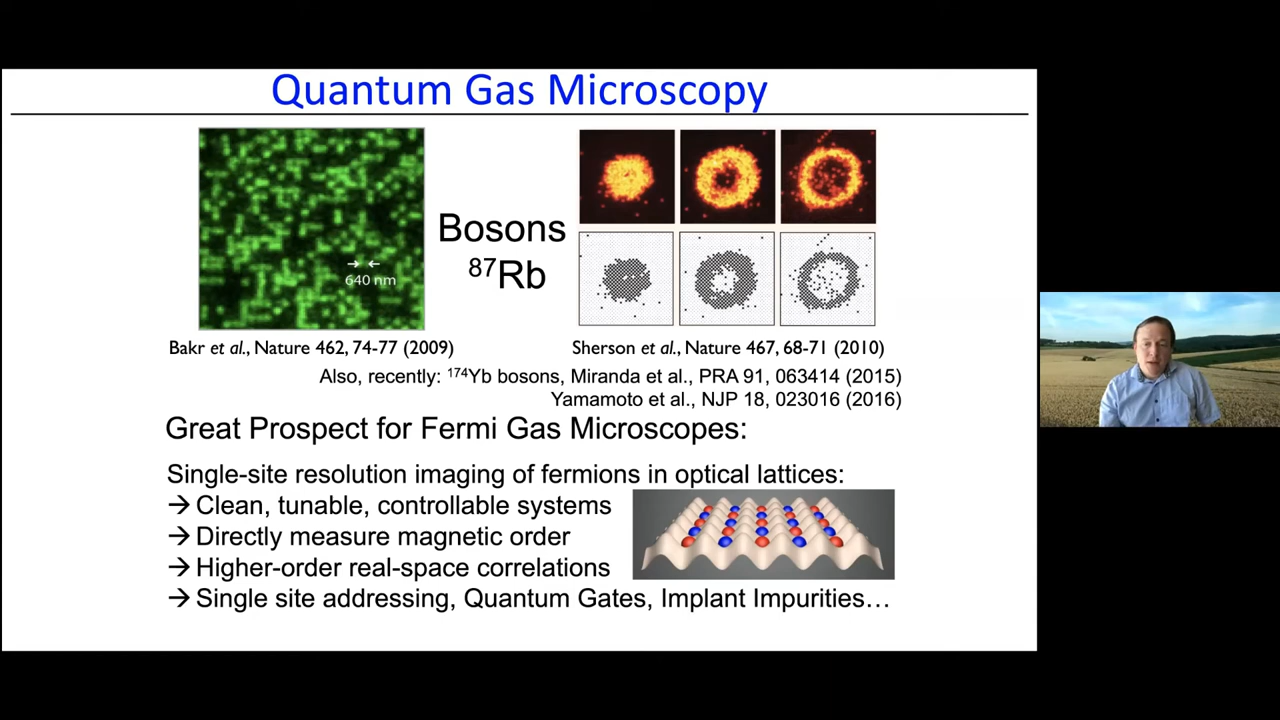 Quantum Gas Microscopy
640 nm
Bosons
⁸⁷Rb
Bakr et al., Nature 462, 74-77 (2009)
Sherson et al., Nature 467, 68-71 (2010)
Also, recently: ¹⁷⁴Yb bosons, Miranda et al., PRA 91, 063414 (2015)
Yamamoto et al., NJP 18, 023016 (2016)
Great Prospect for Fermi Gas Microscopes:
Single-site resolution imaging of fermions in optical lattices:
→ Clean, tunable, controllable systems
→ Directly measure magnetic order
→ Higher-order real-space correlations
→ Single site addressing, Quantum Gates, Implant Impurities…